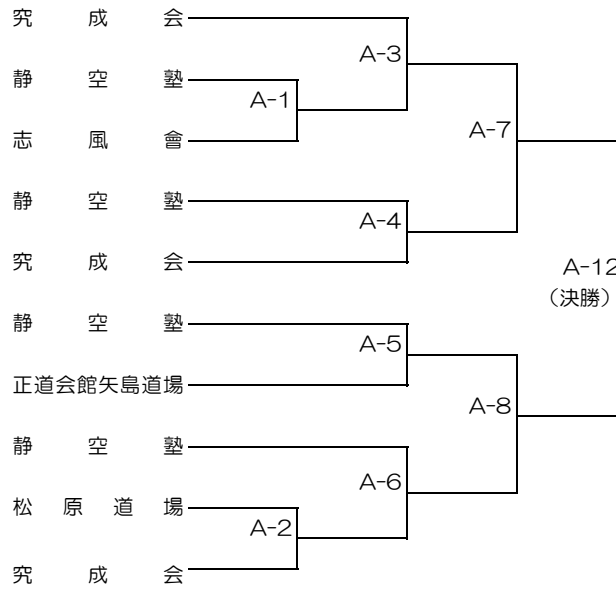 究成会
A-3
静空塾
A-1
志風會
A-7
静空塾
A-4
究成会
A-12
（決勝）
静空塾
A-5
正道会館矢島道場
A-8
静空塾
A-6
松原道場
A-2
究成会